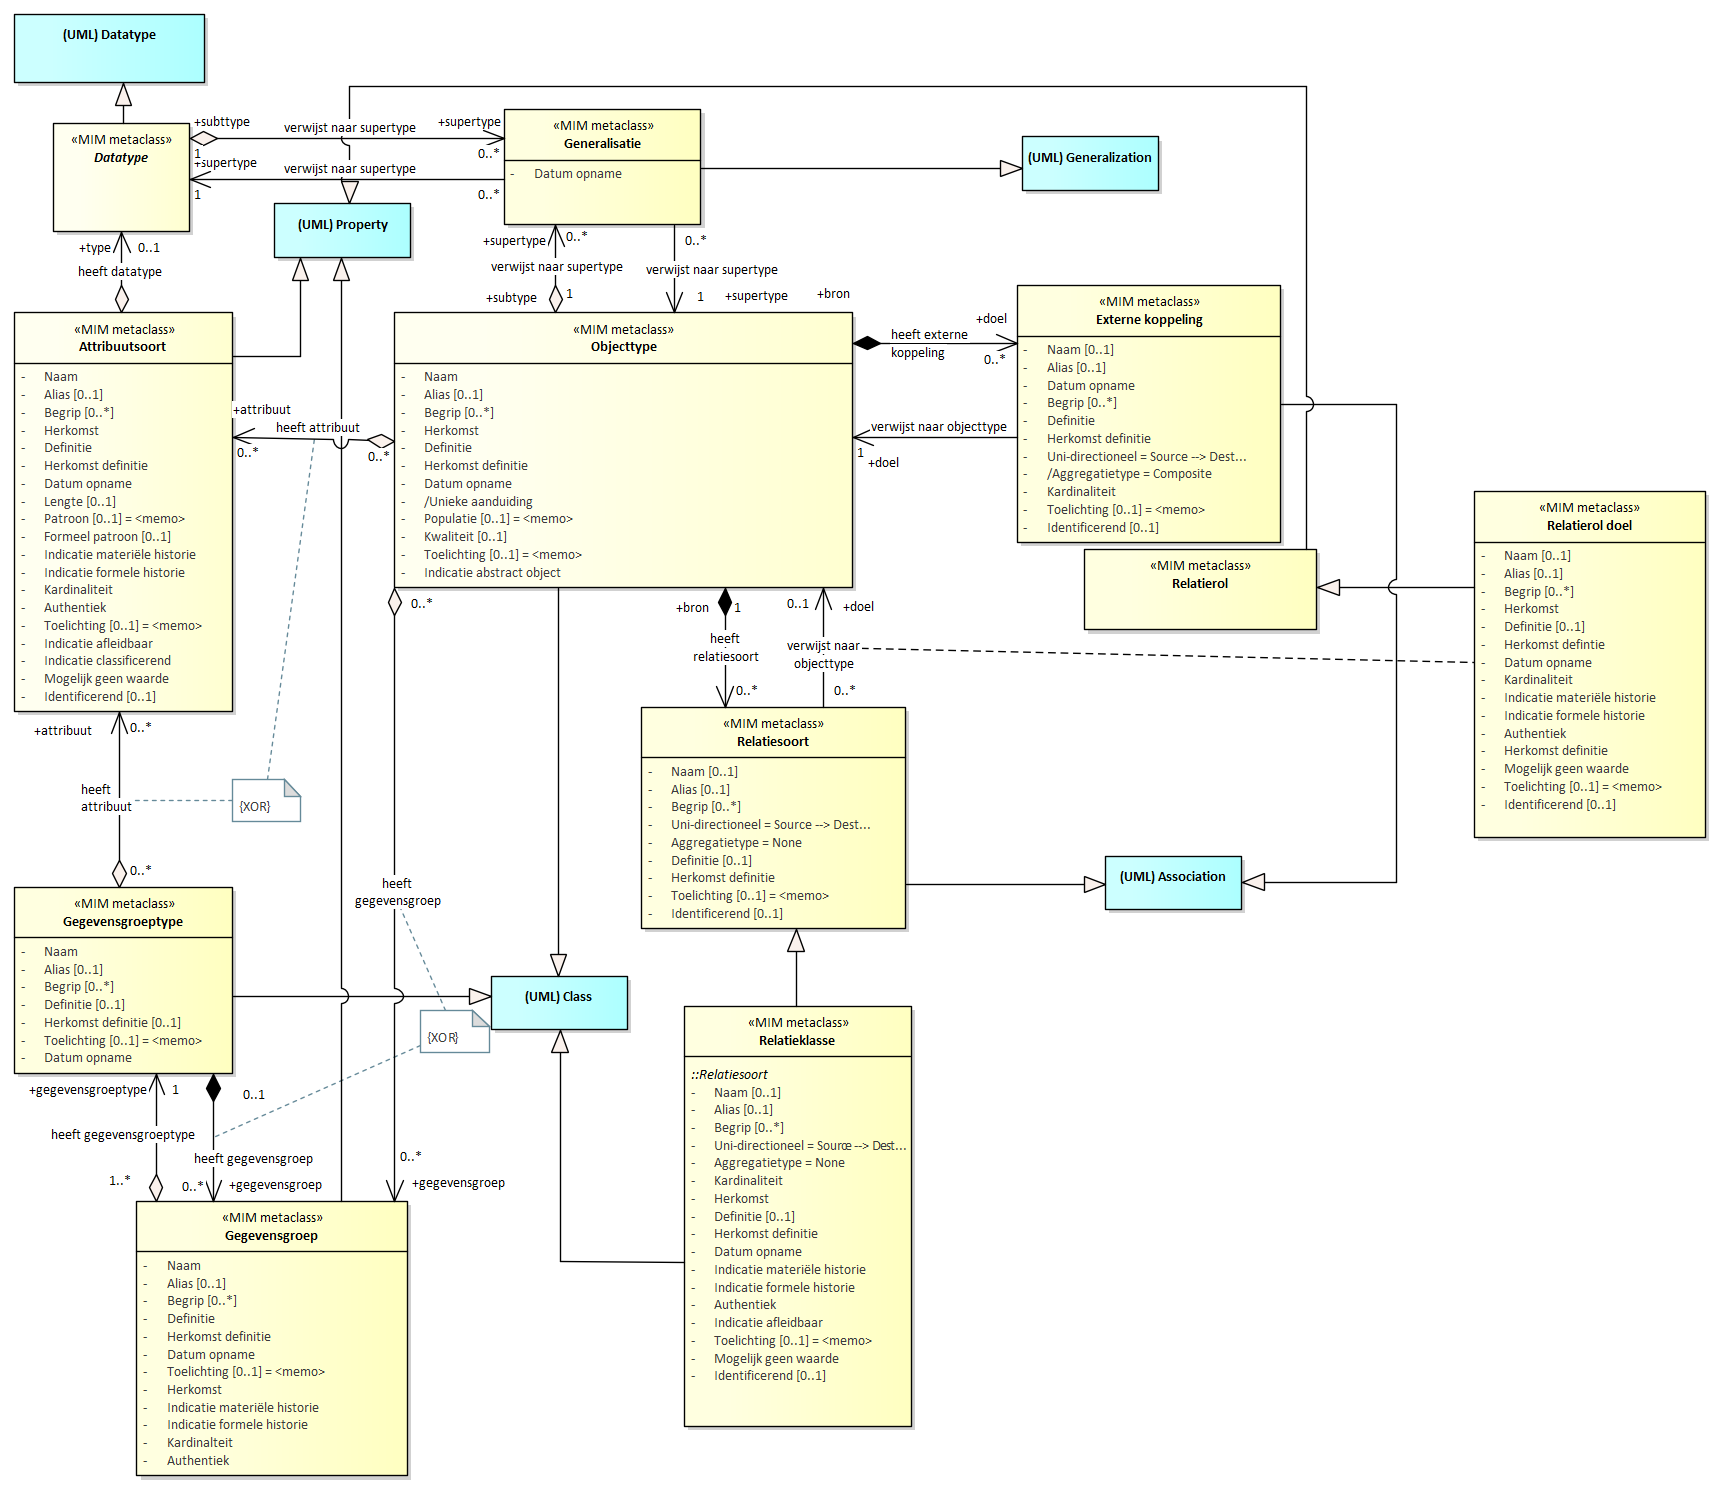 (UML) Datatype
«MIM metaclass»
Datatype
+subttype
1
verwijst naar supertype
+supertype
0..*
+supertype
1
verwijst naar supertype
0..*
«MIM metaclass»
Generalisatie
- Datum opname
(UML) Generalization
(UML) Property
+type
0..1
heeft datatype
+supertype
0..*
verwijst naar supertype
+subtype
1
0..*
verwijst naar supertype
1
+supertype
+bron
«MIM metaclass»
Attribuutsoort
- Naam
- Alias [0..1]
- Begrip [0..*]
- Herkomst
- Definitie
- Herkomst definitie
- Datum opname
- Lengte [0..1]
- Patroon [0..1] = <memo>
- Formeel patroon [0..1]
- Indicatie materiële historie
- Indicatie formele historie
- Kardinaliteit
- Authentiek
- Toelichting [0..1] = <memo>
- Indicatie afleidbaar
- Indicatie classificerend
- Mogelijk geen waarde
- Identificerend [0..1]
+attribuut
heeft attribuut
0..*
0..*
«MIM metaclass»
Objecttype
- Naam
- Alias [0..1]
- Begrip [0..*]
- Herkomst
- Definitie
- Herkomst definitie
- Datum opname
- /Unieke aanduiding
- Populatie [0..1] = <memo>
- Kwaliteit [0..1]
- Toelichting [0..1] = <memo>
- Indicatie abstract object
+doel
heeft externe
koppeling
0..*
verwijst naar objecttype
1
+doel
«MIM metaclass»
Externe koppeling
- Naam [0..1]
- Alias [0..1]
- Datum opname
- Begrip [0..*]
- Definitie
- Herkomst definitie
- Uni-directioneel = Source --> Dest...
- /Aggregatietype = Composite
- Kardinaliteit
- Toelichting [0..1] = <memo>
- Identificerend [0..1]
«MIM metaclass»
Relatierol
«MIM metaclass»
Relatierol doel
- Naam [0..1]
- Alias [0..1]
- Begrip [0..*]
- Herkomst
- Definitie [0..1]
- Herkomst defintie
- Datum opname
- Kardinaliteit
- Indicatie materiële historie
- Indicatie formele historie
- Authentiek
- Herkomst definitie
- Mogelijk geen waarde
- Toelichting [0..1] = <memo>
- Identificerend [0..1]
0..*
+bron
1
heeft
relatiesoort
0..*
0..1
+doel
verwijst naar
objecttype
0..*
«MIM metaclass»
Relatiesoort
- Naam [0..1]
- Alias [0..1]
- Begrip [0..*]
- Uni-directioneel = Source --> Dest...
- Aggregatietype = None
- Definitie [0..1]
- Herkomst definitie
- Toelichting [0..1] = <memo>
- Identificerend [0..1]
(UML) Association
+attribuut
0..*
heeft
attribuut
0..*
{XOR}
heeft
gegevensgroep
«MIM metaclass»
Gegevensgroeptype
- Naam
- Alias [0..1]
- Begrip [0..*]
- Definitie [0..1]
- Herkomst definitie [0..1]
- Toelichting [0..1] = <memo>
- Datum opname
(UML) Class
{XOR}
+gegevensgroeptype
1
0..1
heeft gegevensgroeptype
heeft gegevensgroep
1..*
0..*
+gegevensgroep
0..*
+gegevensgroep
«MIM metaclass»
Gegevensgroep
- Naam
- Alias [0..1]
- Begrip [0..*]
- Definitie
- Herkomst definitie
- Datum opname
- Toelichting [0..1] = <memo>
- Herkomst
- Indicatie materiële historie
- Indicatie formele historie
- Kardinalteit
- Authentiek
«MIM metaclass»
Relatieklasse
::Relatiesoort
- Naam [0..1]
- Alias [0..1]
- Begrip [0..*]
- Uni-directioneel = Source --> Dest...
- Aggregatietype = None
- Kardinaliteit
- Herkomst
- Definitie [0..1]
- Herkomst definitie
- Datum opname
- Indicatie materiële historie
- Indicatie formele historie
- Authentiek
- Indicatie afleidbaar
- Toelichting [0..1] = <memo>
- Mogelijk geen waarde
- Identificerend [0..1]